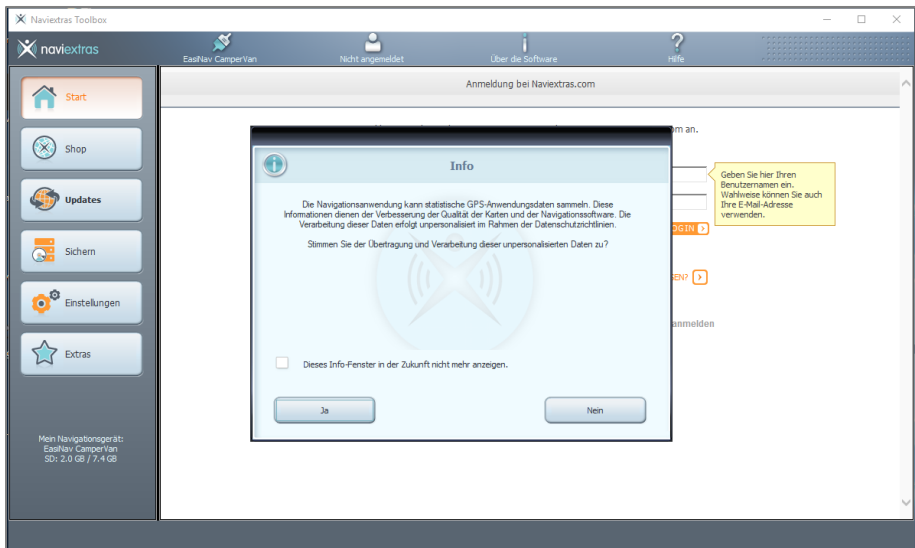 Naviextras Toolbox
naviextras
EasiNav CamperVan
Nicht angemeldet
Über die Software
Hilfe
Anmeldung bei Naviextras.com
Start
Shop
Updates
Sichern
Einstellungen
Extras
Mein Navigationsgerät:
EasiNav CamperVan
SD: 2.0 GB / 7.4 GB
an.
Info
Die Navigationsanwendung kann statistische GPS-Anwendungsdaten sammeln. Diese
Informationen dienen der Verbesserung der Qualität der Karten und der Navigationssoftware. Die
Verarbeitung dieser Daten erfolgt unpersonalisiert im Rahmen der Datenschutzrichtlinien.
Stimmen Sie der Übertragung und Verarbeitung dieser unpersonalisierten Daten zu?
Dieses Info-Fenster in der Zukunft nicht mehr anzeigen.
Ja
Nein
Geben Sie hier Ihren
Benutzernamen ein.
Wahlweise können Sie auch
Ihre E-Mail-Adresse
verwenden.
anmelden